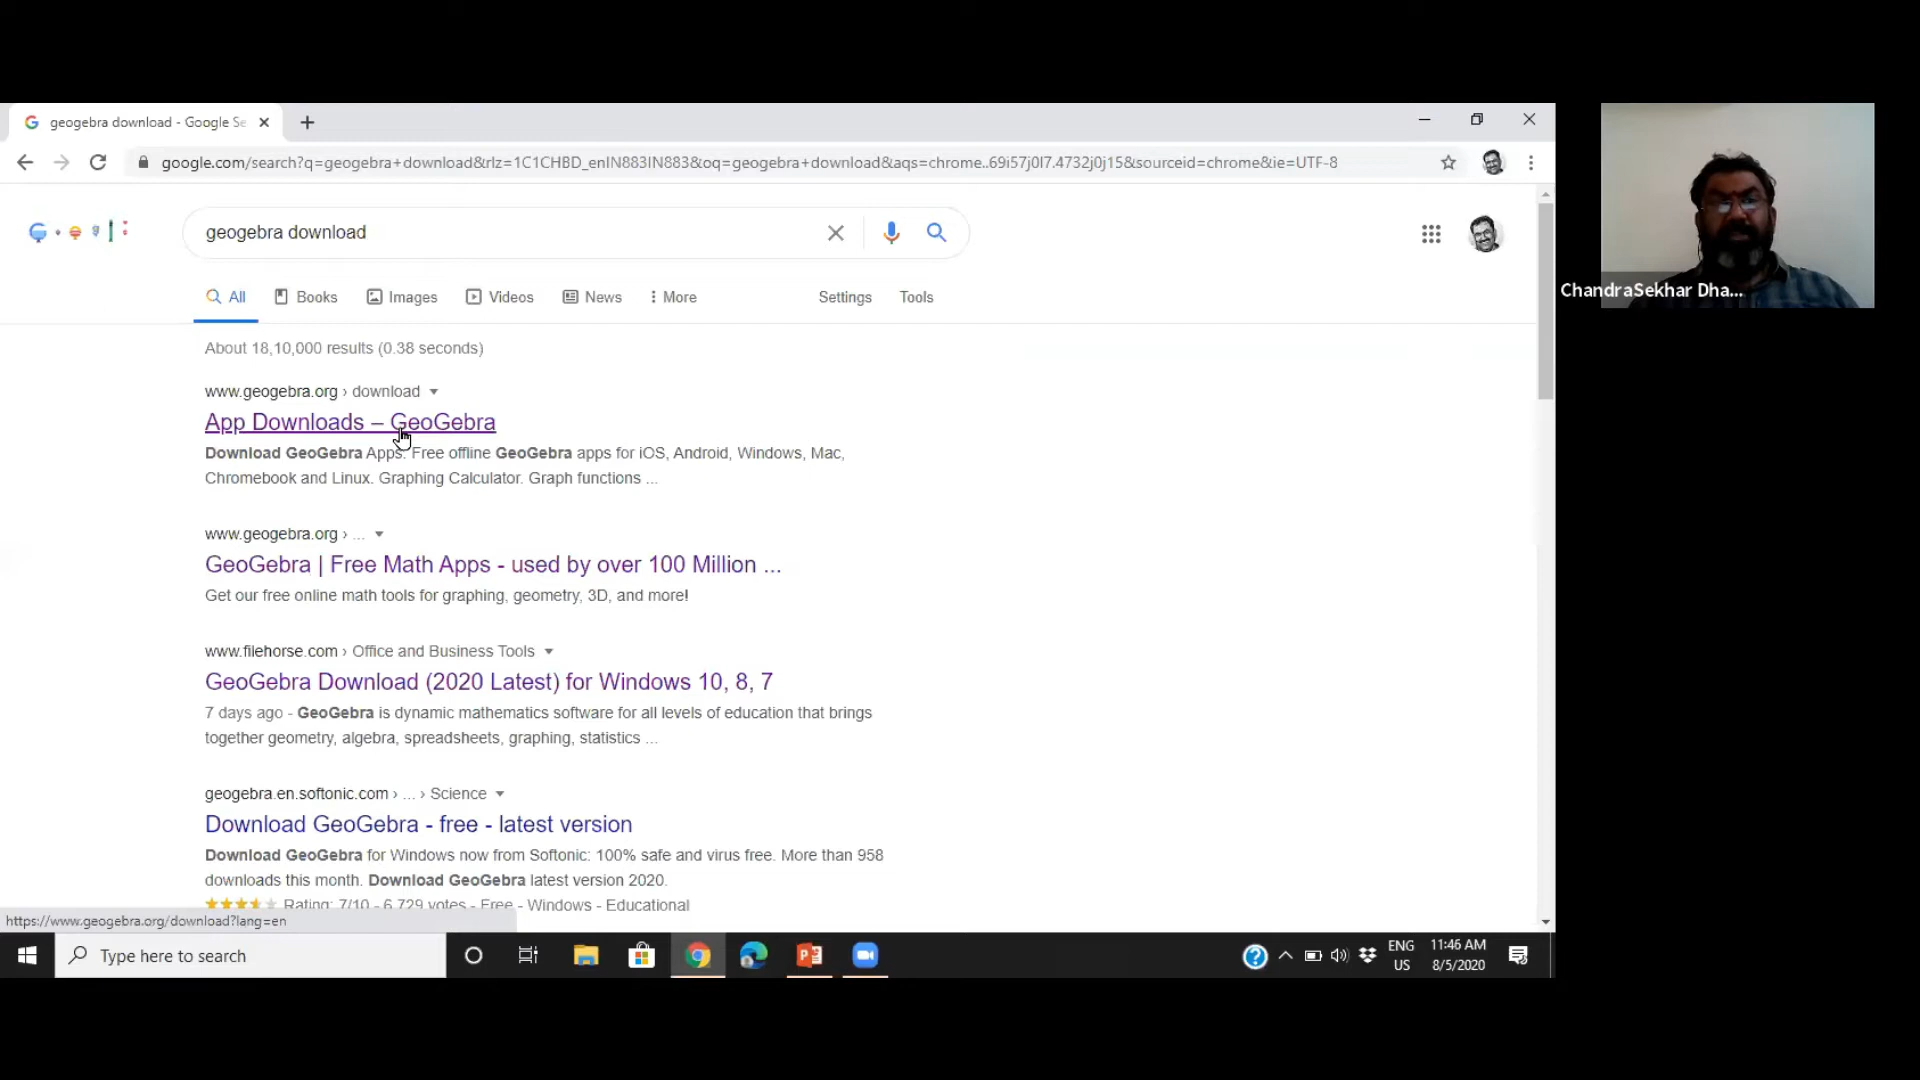 geogebra download - Google Se
google.com/search?q=geogebra+download&rlz=1C1CHBD_enIN883IN883&oq=geogebra+download&aqs=chrome..69i57j0l7.4732j0j15&sourceid=chrome&ie=UTF-8
geogebra download
All Books Images Videos News More Settings Tools
About 18,10,000 results (0.38 seconds)
www.geogebra.org › download
App Downloads – GeoGebra
Download GeoGebra Apps. Free offline GeoGebra apps for iOS, Android, Windows, Mac,
Chromebook and Linux. Graphing Calculator. Graph functions ...
www.geogebra.org › ...
GeoGebra | Free Math Apps - used by over 100 Million ...
Get our free online math tools for graphing, geometry, 3D, and more!
www.filehorse.com › Office and Business Tools
GeoGebra Download (2020 Latest) for Windows 10, 8, 7
7 days ago - GeoGebra is dynamic mathematics software for all levels of education that brings
together geometry, algebra, spreadsheets, graphing, statistics ...
geogebra.en.softonic.com › ... › Science
Download GeoGebra - free - latest version
Download GeoGebra for Windows now from Softonic: 100% safe and virus free. More than 958
downloads this month. Download GeoGebra latest version 2020.
Rating: 7/10 - 6,729 votes - Free - Windows - Educational
https://www.geogebra.org/download?lang=en
Type here to search
ENG
US
11:46 AM
8/5/2020
ChandraSekhar Dha...